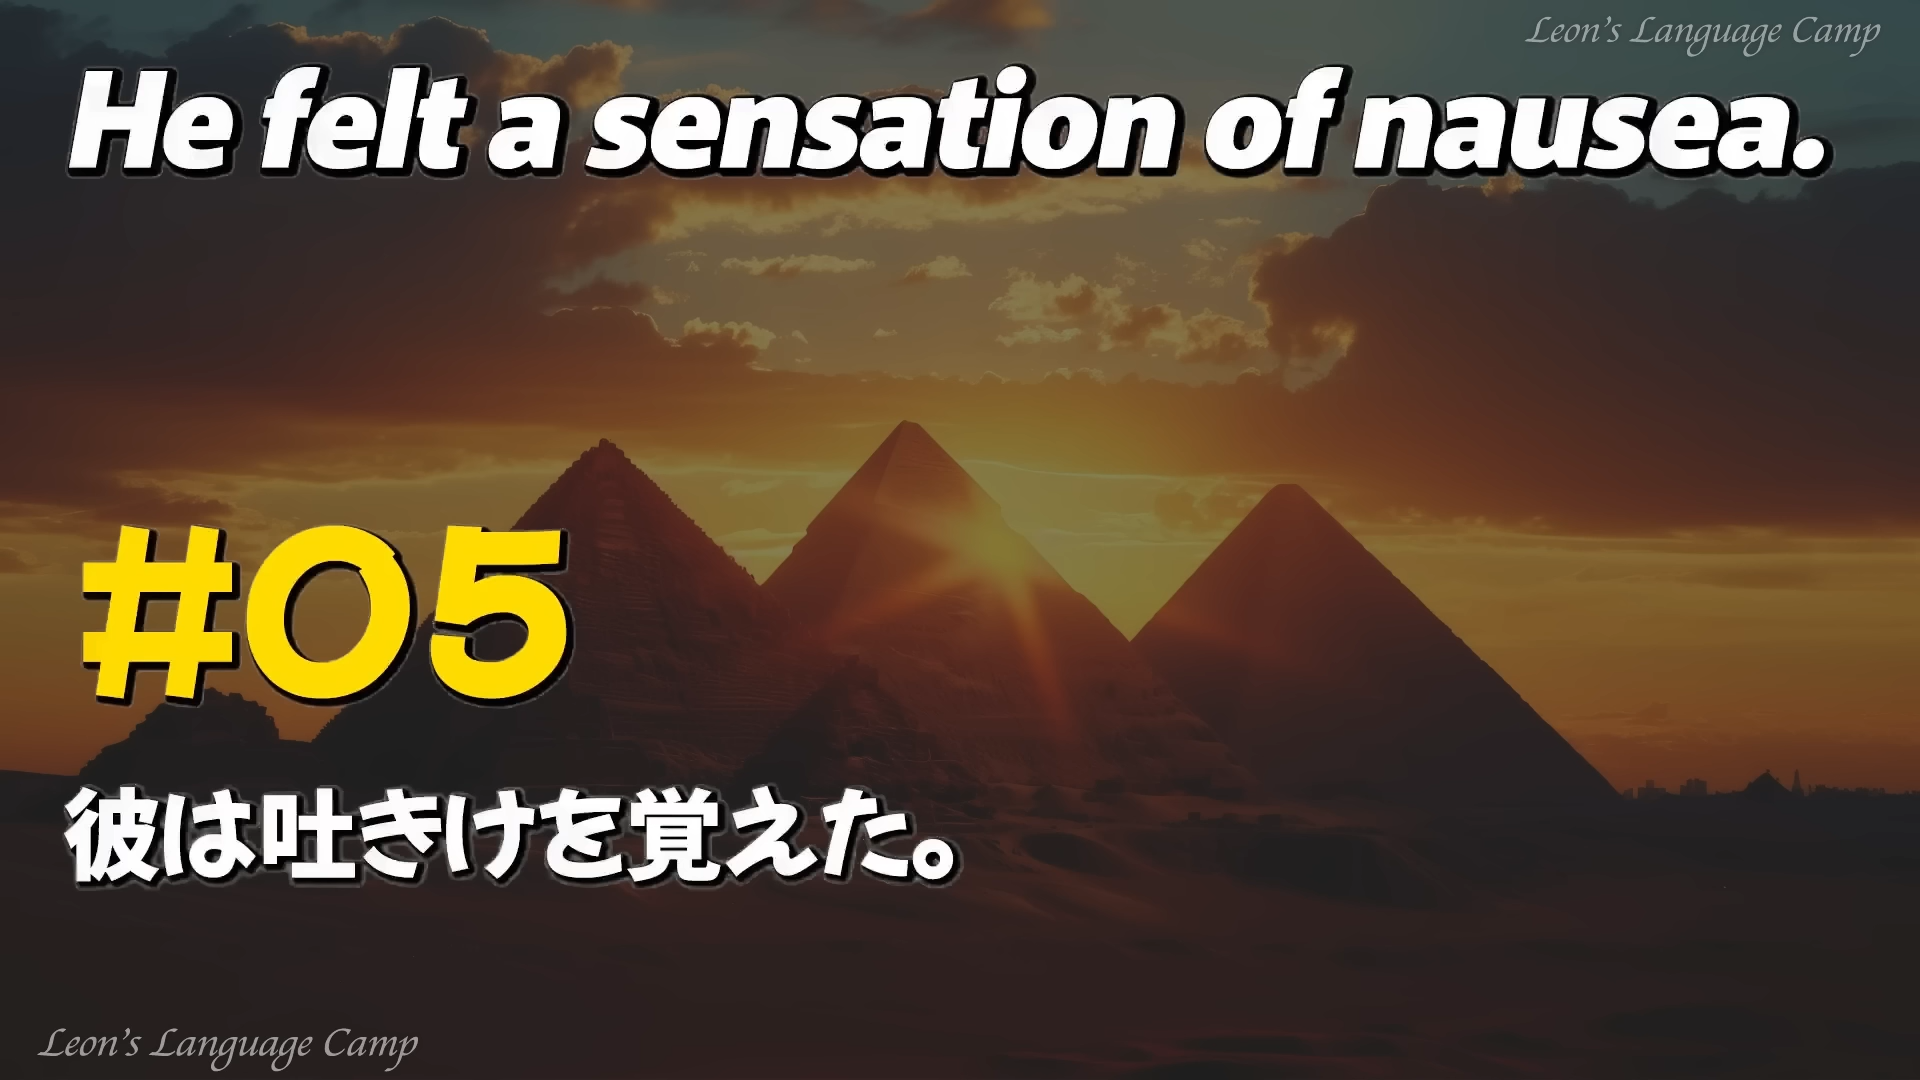 Leon's Language Camp
He felt a sensation of nausea.
#05
彼は吐きけを覚えた。
Leon's Language Camp